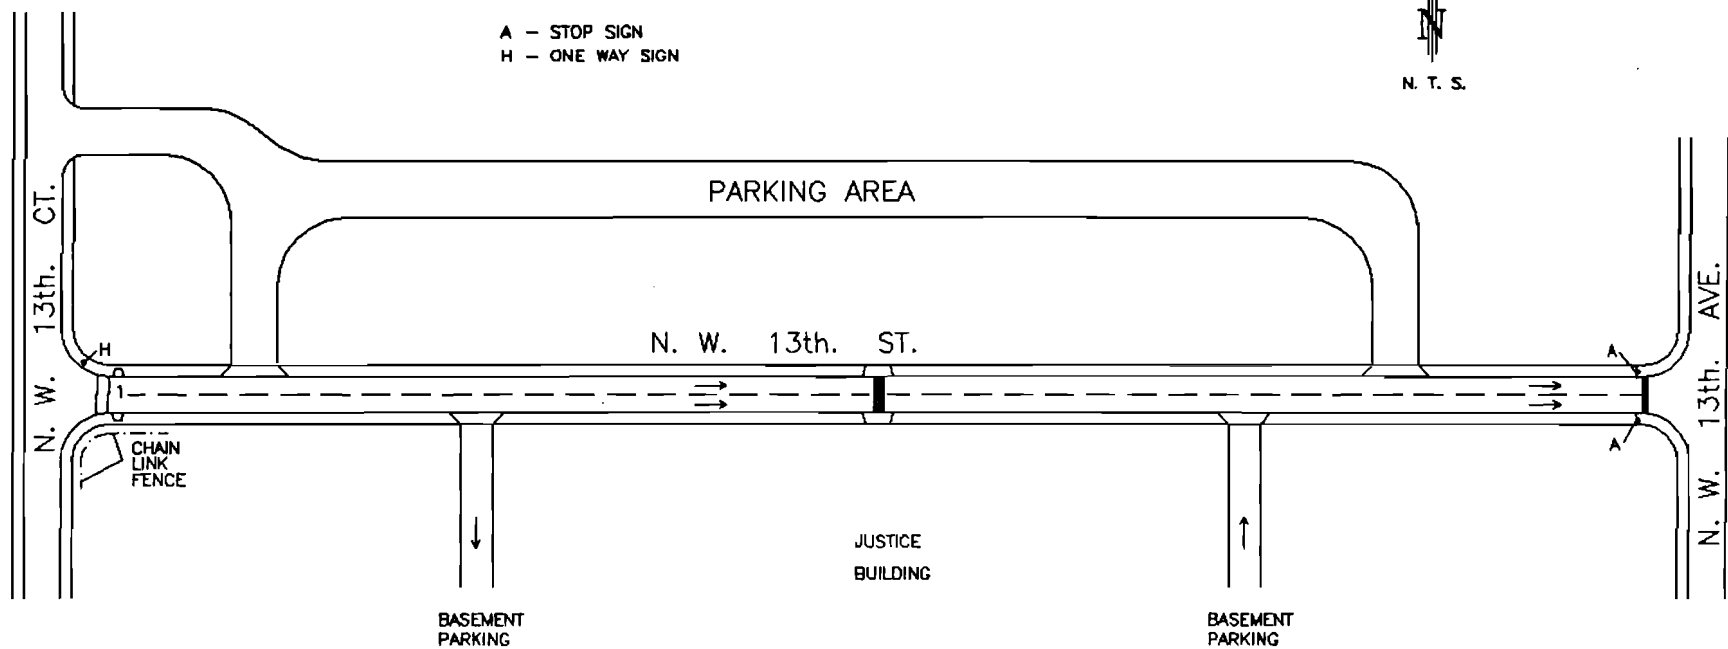 A — STOP SIGN
H — ONE WAY SIGN
N
N. T. S.
PARKING AREA
N. W. 13th. CT.
N. W. 13th. ST.
N. W. 13th. AVE.
H
A
1
A
CHAIN
LINK
FENCE
JUSTICE
BUILDING
BASEMENT
PARKING
BASEMENT
PARKING